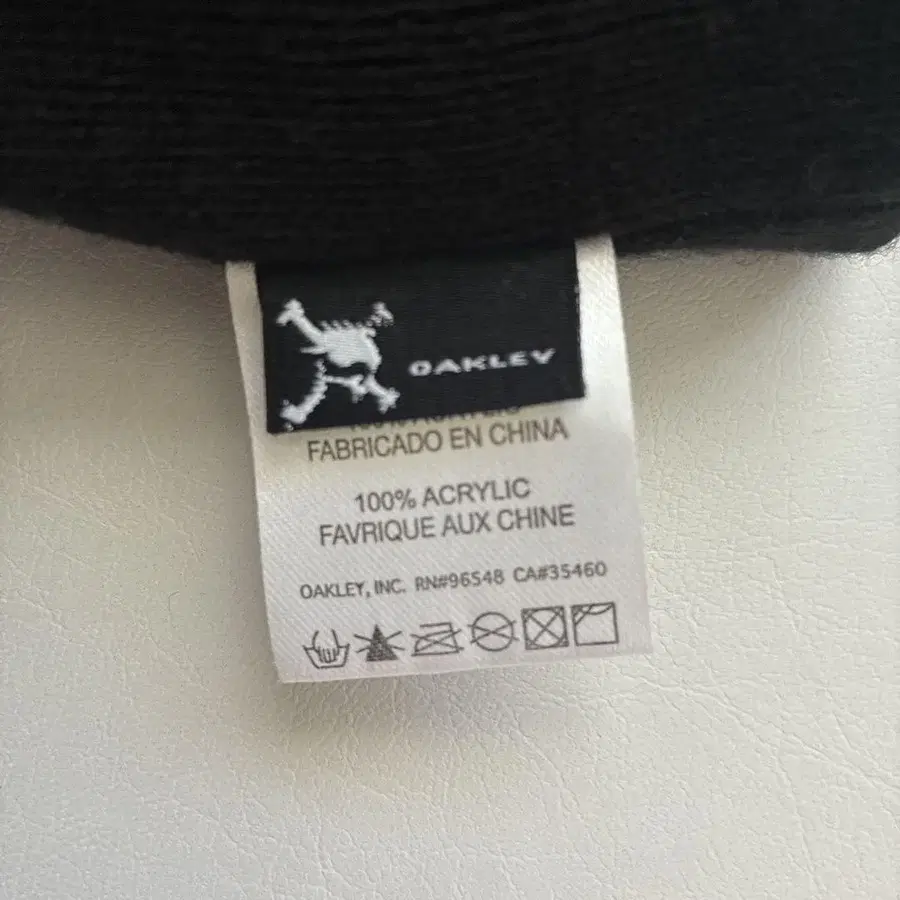 OAKLEY
FABRICADO EN CHINA
100% ACRYLIC
FAVRIQUE AUX CHINE
OAKLEY, INC. RN#96548 CA#35460